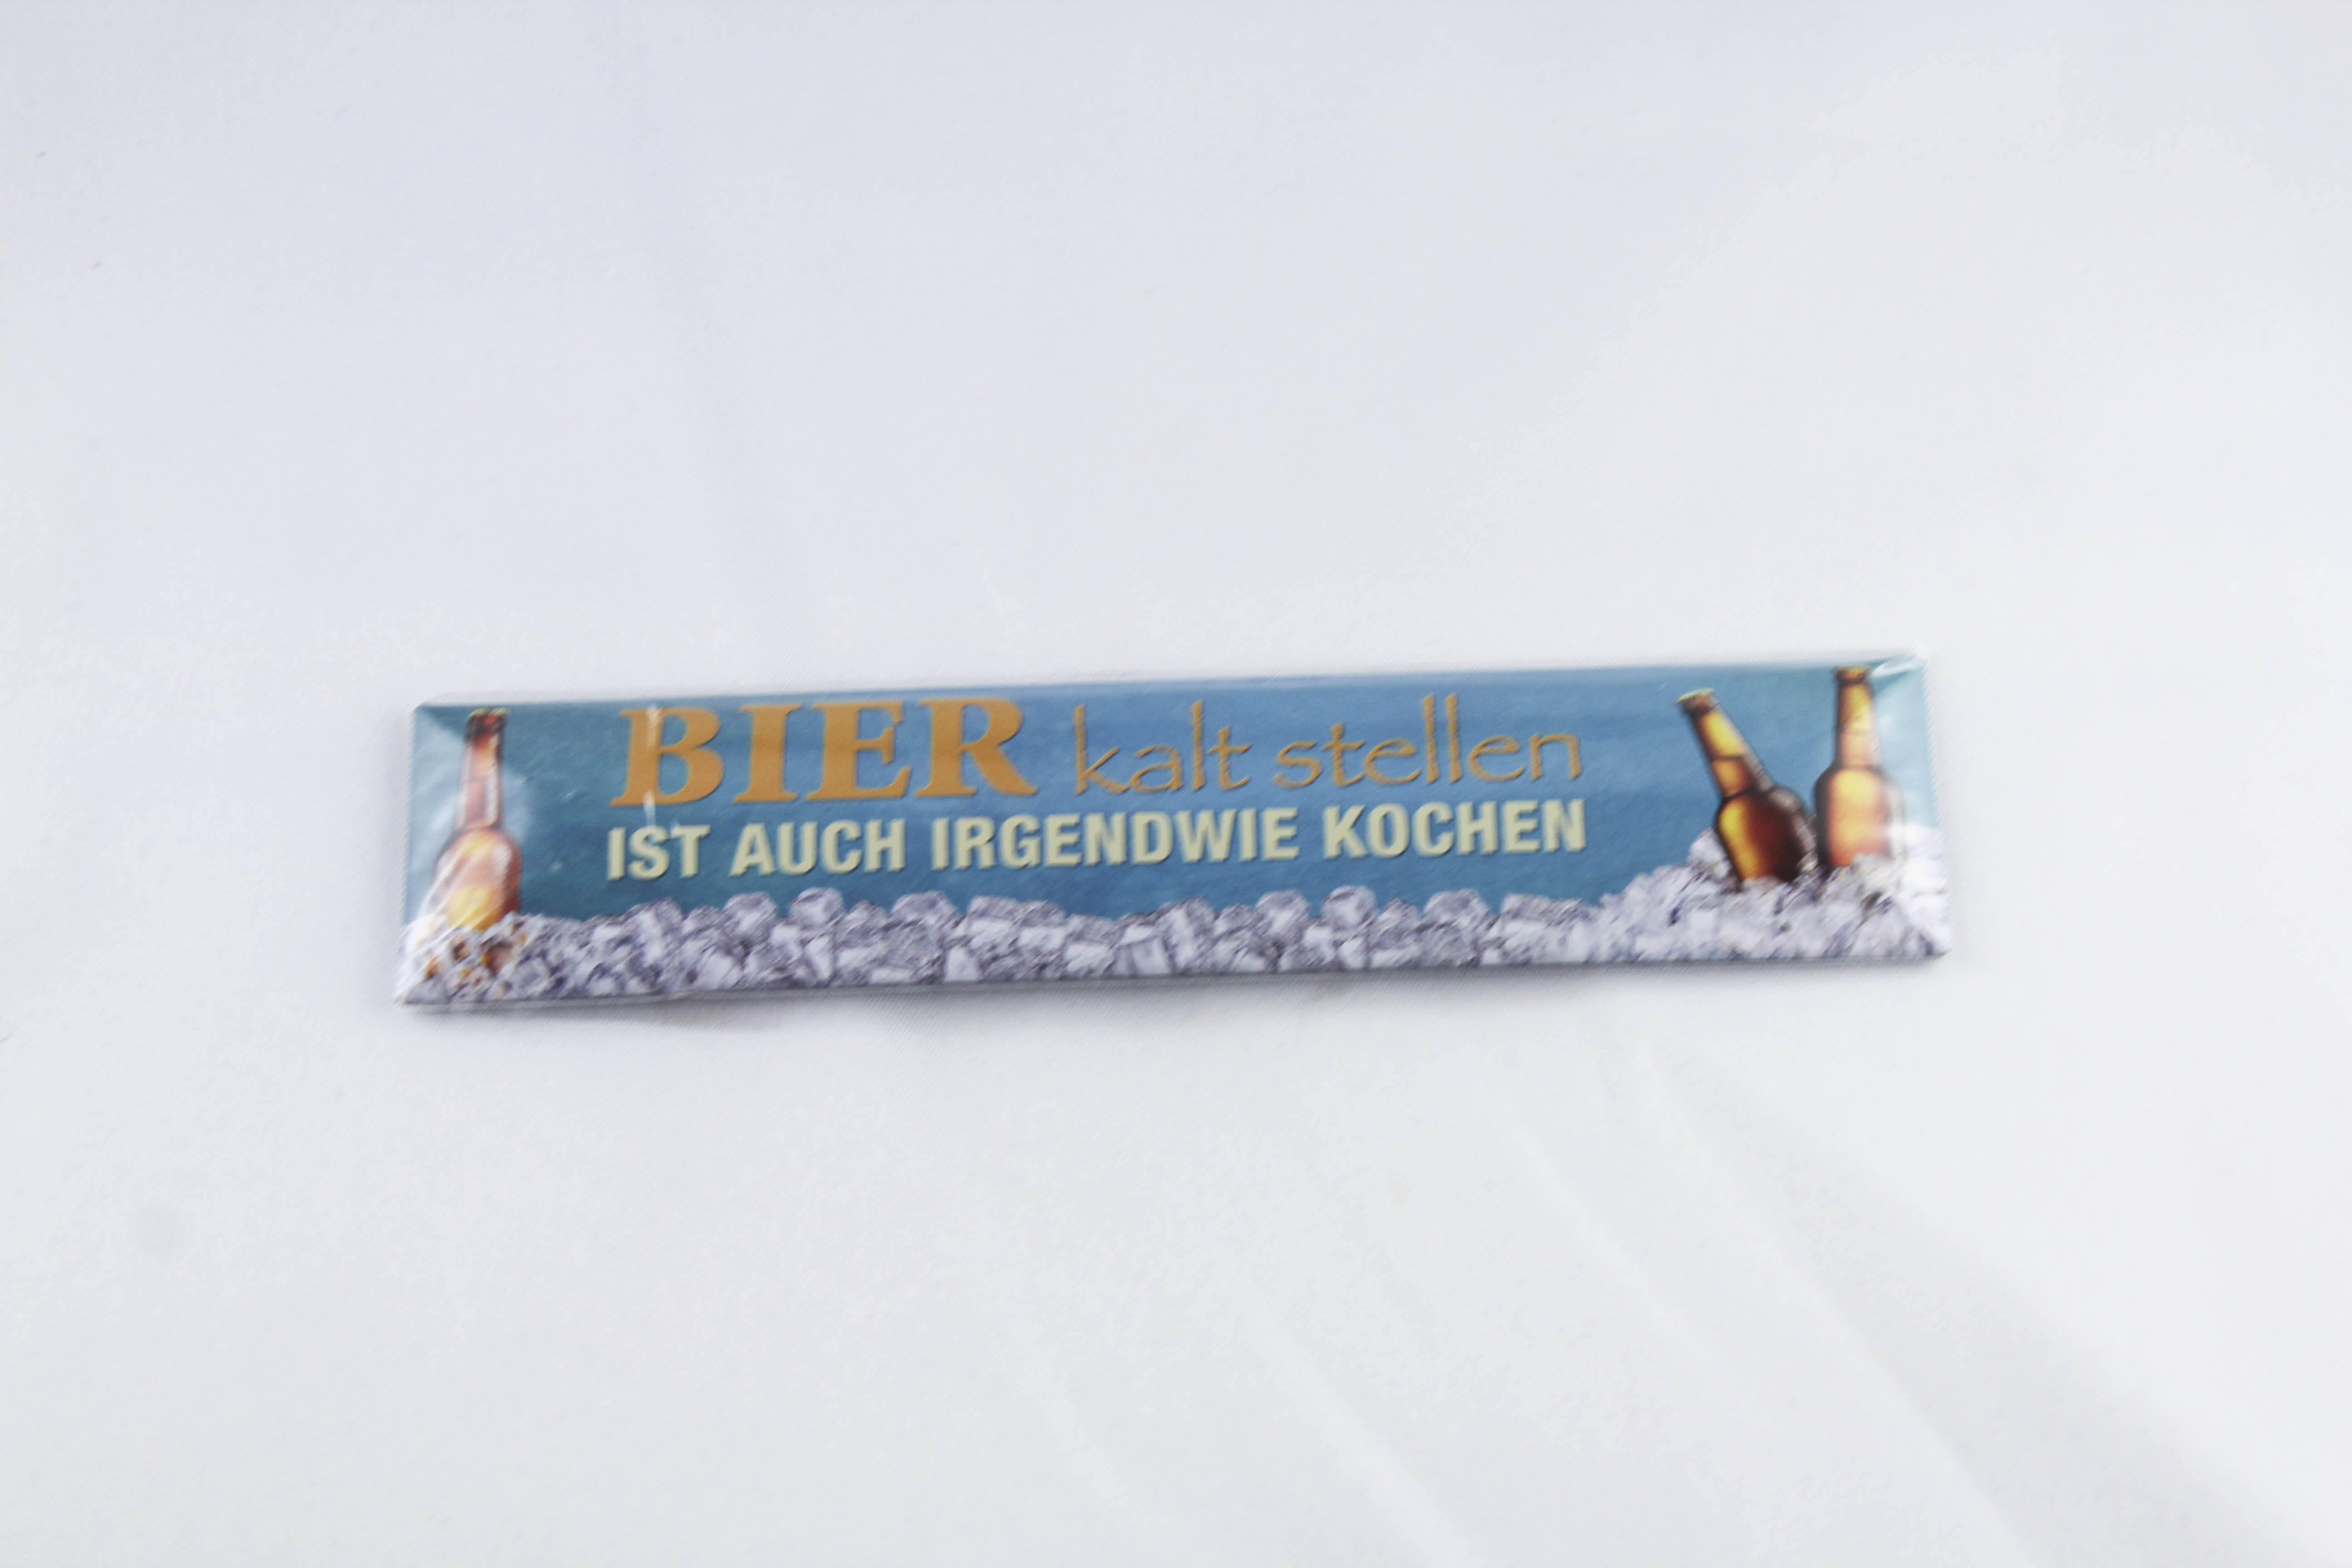 BIER kalt stellen
IST AUCH IRGENDWIE KOCHEN